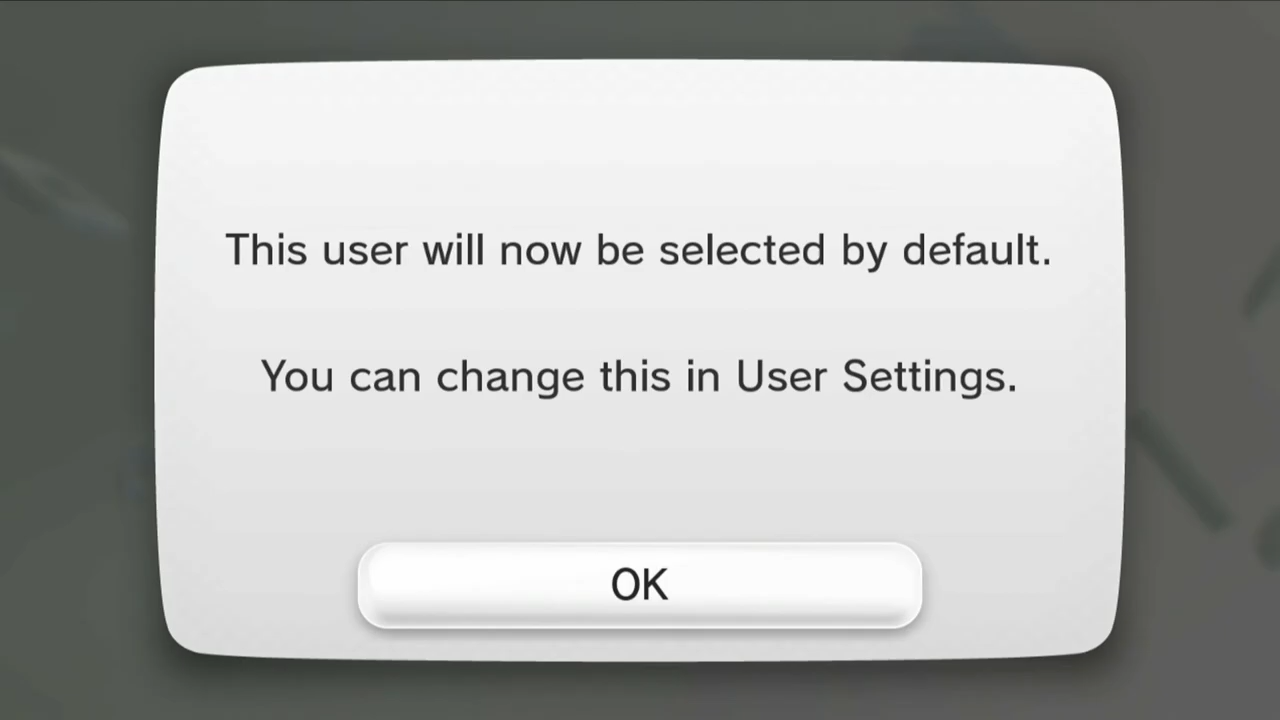 This user will now be selected by default.
You can change this in User Settings.
OK